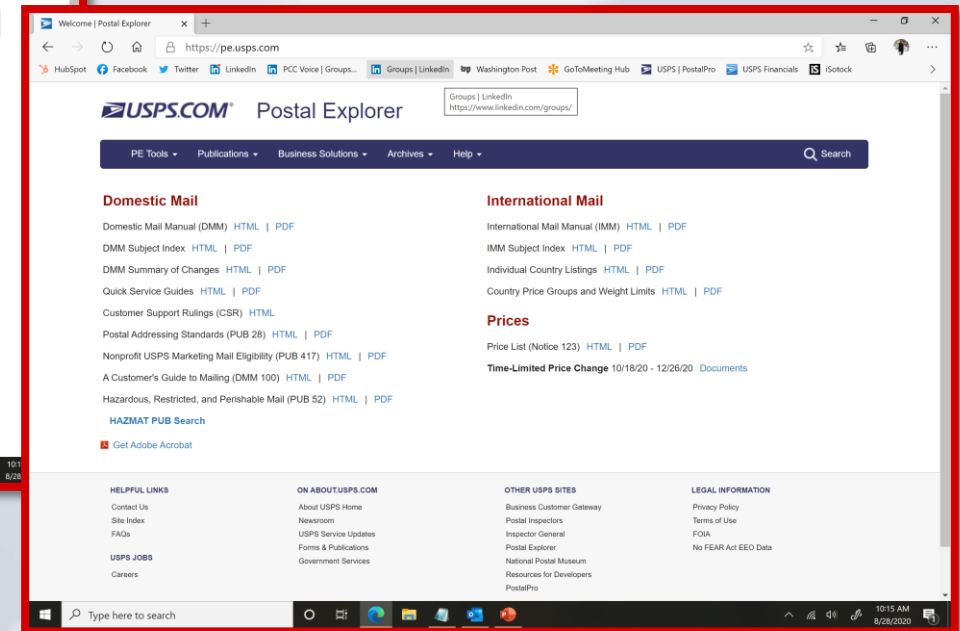 Welcome | Postal Explorer
https://pe.usps.com
HubSpot Facebook Twitter LinkedIn PCC Voice | Groups... Groups | LinkedIn Washington Post GoToMeeting Hub USPS | PostalPro USPS Financials iSotock
Groups | LinkedIn
https://www.linkedin.com/groups/
USPS.COM® Postal Explorer
PE Tools Publications Business Solutions Archives Help Search
Domestic Mail
Domestic Mail Manual (DMM) HTML | PDF
DMM Subject Index HTML | PDF
DMM Summary of Changes HTML | PDF
Quick Service Guides HTML | PDF
Customer Support Rulings (CSR) HTML
Postal Addressing Standards (PUB 28) HTML | PDF
Nonprofit USPS Marketing Mail Eligibility (PUB 417) HTML | PDF
A Customer's Guide to Mailing (DMM 100) HTML | PDF
Hazardous, Restricted, and Perishable Mail (PUB 52) HTML | PDF
HAZMAT PUB Search
Get Adobe Acrobat
International Mail
International Mail Manual (IMM) HTML | PDF
IMM Subject Index HTML | PDF
Individual Country Listings HTML | PDF
Country Price Groups and Weight Limits HTML | PDF
Prices
Price List (Notice 123) HTML | PDF
Time-Limited Price Change 10/18/20 - 12/26/20 Documents
HELPFUL LINKS
Contact Us
Site Index
FAQs
USPS JOBS
Careers
ON ABOUT.USPS.COM
About USPS Home
Newsroom
USPS Service Updates
Forms & Publications
Government Services
OTHER USPS SITES
Business Customer Gateway
Postal Inspectors
Inspector General
Postal Explorer
National Postal Museum
Resources for Developers
PostalPro
LEGAL INFORMATION
Privacy Policy
Terms of Use
FOIA
No FEAR Act EEO Data
Type here to search
10:15 AM
8/28/2020